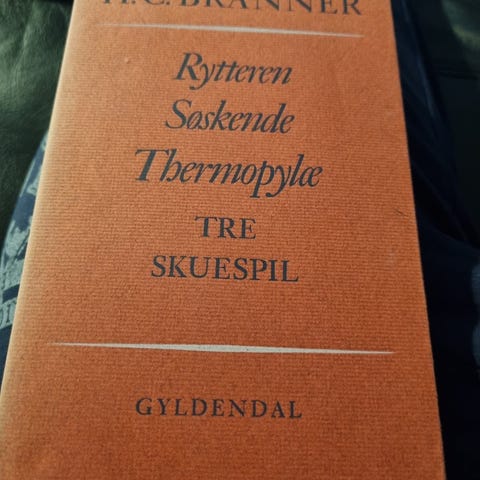 H.C. BRANNER
Rytteren
Søskende
Thermopylæ
TRE
SKUESPIL
GYLDENDAL